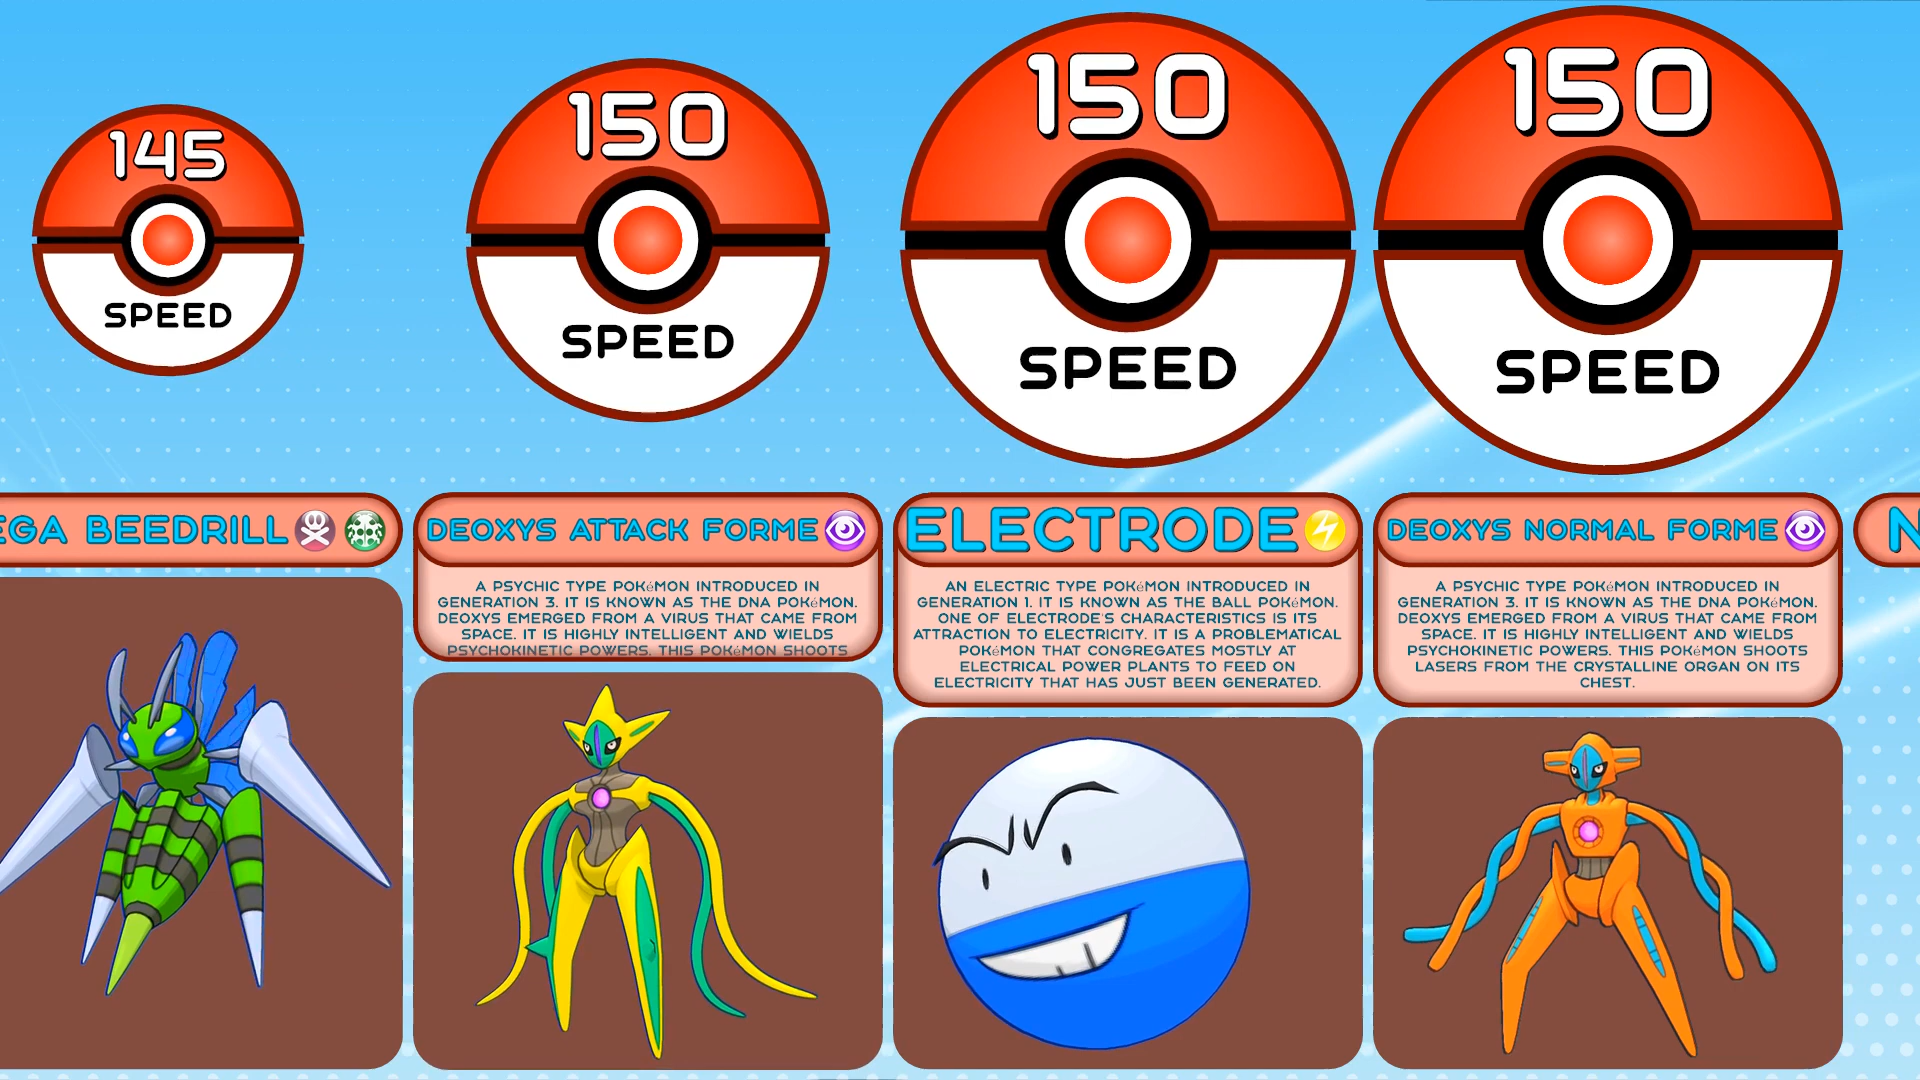 145
SPEED
150
SPEED
150
SPEED
150
SPEED
EGA BEEDRILL
DEOXYS ATTACK FORME
A PSYCHIC TYPE POKéMON INTRODUCED IN
GENERATION 3. IT IS KNOWN AS THE DNA POKéMON.
DEOXYS EMERGED FROM A VIRUS THAT CAME FROM
SPACE. IT IS HIGHLY INTELLIGENT AND WIELDS
PSYCHOKINETIC POWERS. THIS POKéMON SHOOTS
ELECTRODE
AN ELECTRIC TYPE POKéMON INTRODUCED IN
GENERATION 1. IT IS KNOWN AS THE BALL POKéMON.
ONE OF ELECTRODE'S CHARACTERISTICS IS ITS
ATTRACTION TO ELECTRICITY. IT IS A PROBLEMATICAL
POKéMON THAT CONGREGATES MOSTLY AT
ELECTRICAL POWER PLANTS TO FEED ON
ELECTRICITY THAT HAS JUST BEEN GENERATED.
DEOXYS NORMAL FORME
A PSYCHIC TYPE POKéMON INTRODUCED IN
GENERATION 3. IT IS KNOWN AS THE DNA POKéMON.
DEOXYS EMERGED FROM A VIRUS THAT CAME FROM
SPACE. IT IS HIGHLY INTELLIGENT AND WIELDS
PSYCHOKINETIC POWERS. THIS POKéMON SHOOTS
LASERS FROM THE CRYSTALLINE ORGAN ON ITS
CHEST.